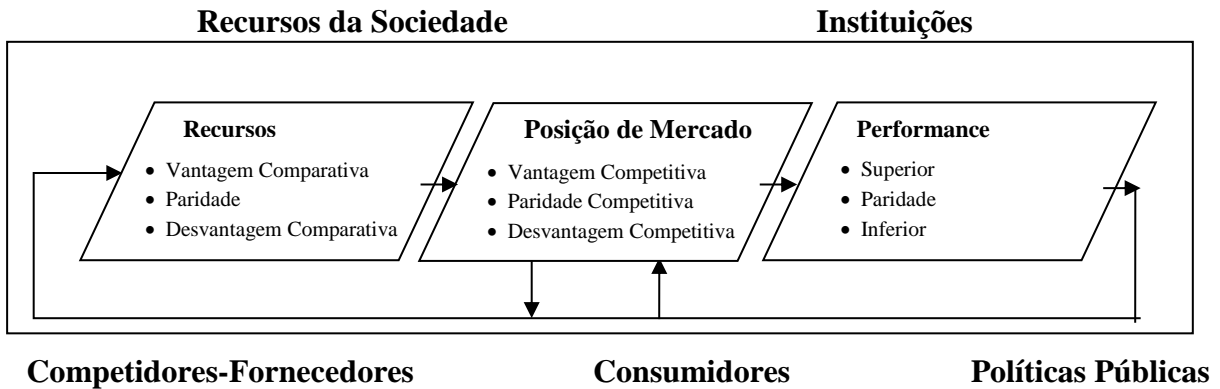 Recursos da Sociedade
Instituições
Recursos
• Vantagem Comparativa
• Paridade
• Desvantagem Comparativa
Posição de Mercado
• Vantagem Competitiva
• Paridade Competitiva
• Desvantagem Competitiva
Performance
• Superior
• Paridade
• Inferior
Competidores-Fornecedores
Consumidores
Políticas Públicas